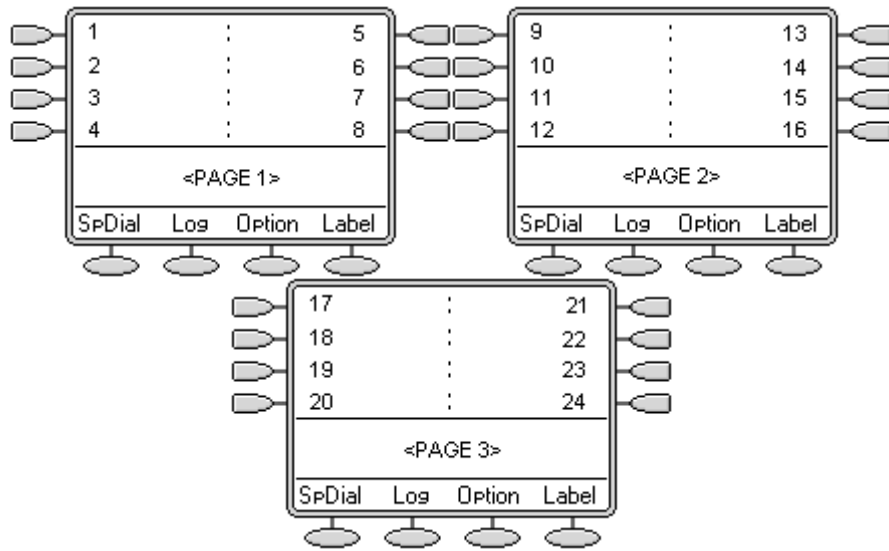 1 : 5
2 : 6
3 : 7
4 : 8
<PAGE 1>
SpDial Log Option Label
9 : 13
10 : 14
11 : 15
12 : 16
<PAGE 2>
SpDial Log Option Label
17 : 21
18 : 22
19 : 23
20 : 24
<PAGE 3>
SpDial Log Option Label